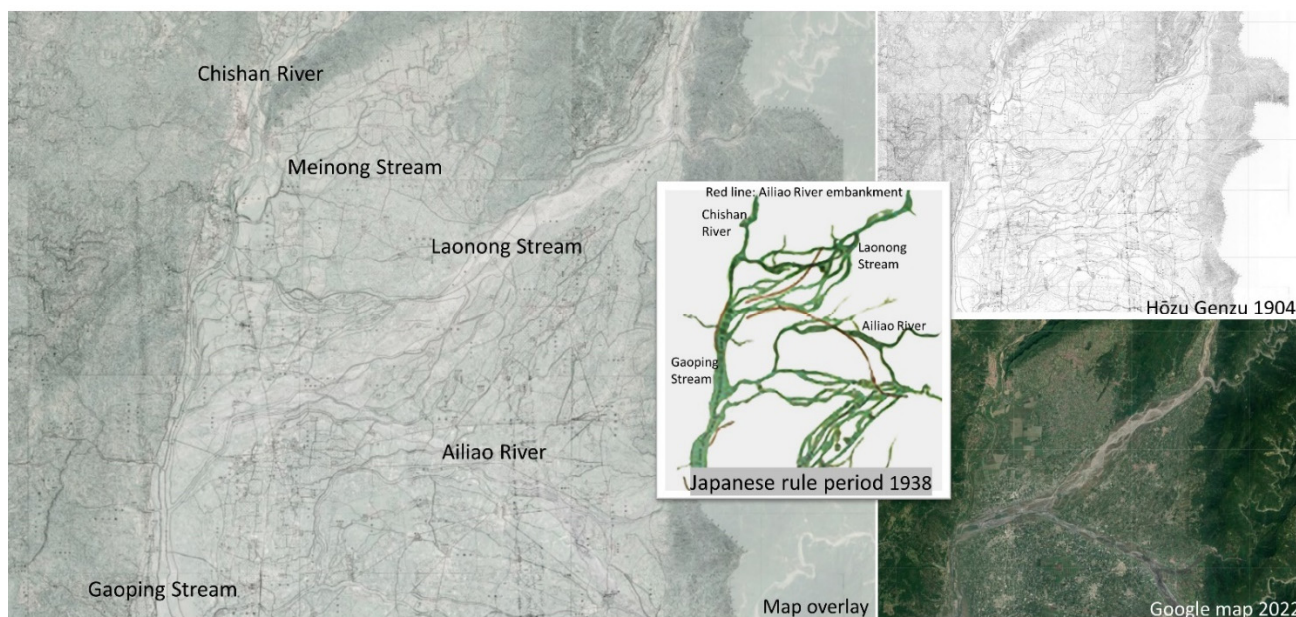 Chishan River
Meinong Stream
Laonong Stream
Ailiao River
Gaoping Stream
Map overlay
Red line: Ailiao River embankment
Chishan
River
Laonong
Stream
Ailiao River
Gaoping
Stream
Japanese rule period 1938
Hōzu Genzu 1904
Google map 2022